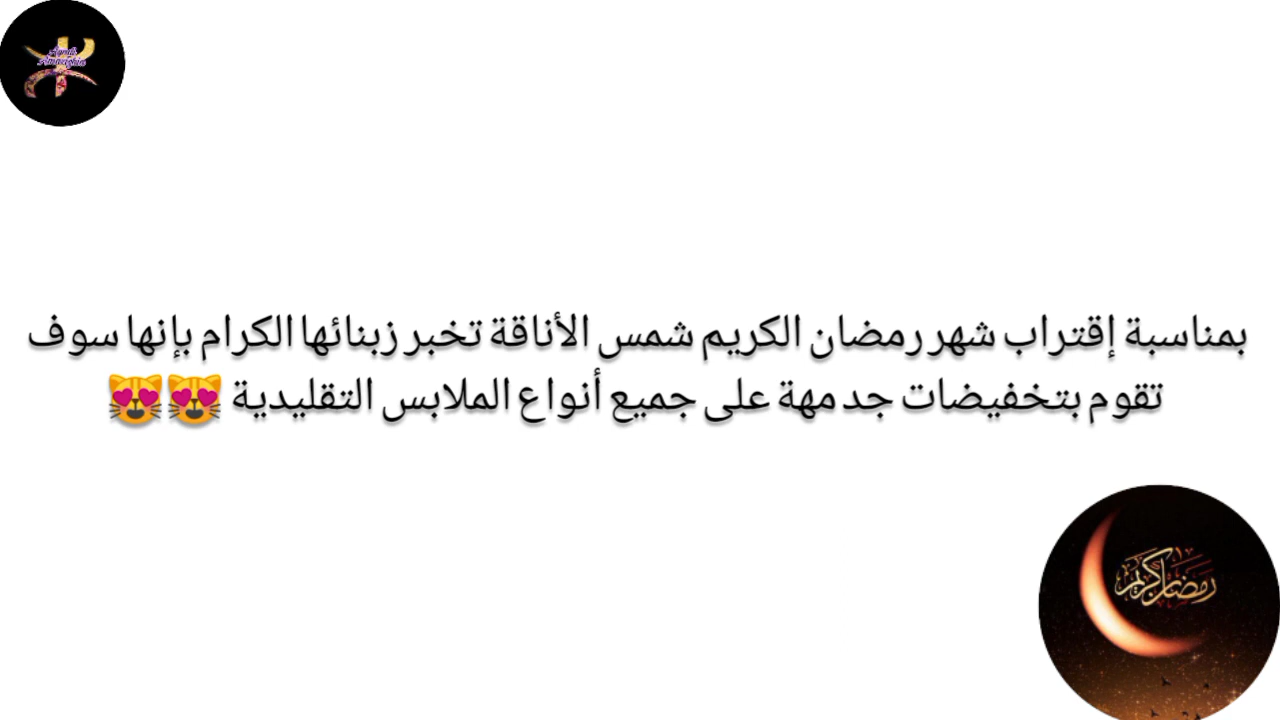 بمناسبة إقتراب شهر رمضان الكريم شمس الأناقة تخبر زبنائها الكرام بإنها سوف
تقوم بتخفيضات جد مهة على جميع أنواع الملابس التقليدية 😻😻
رمضان كريم